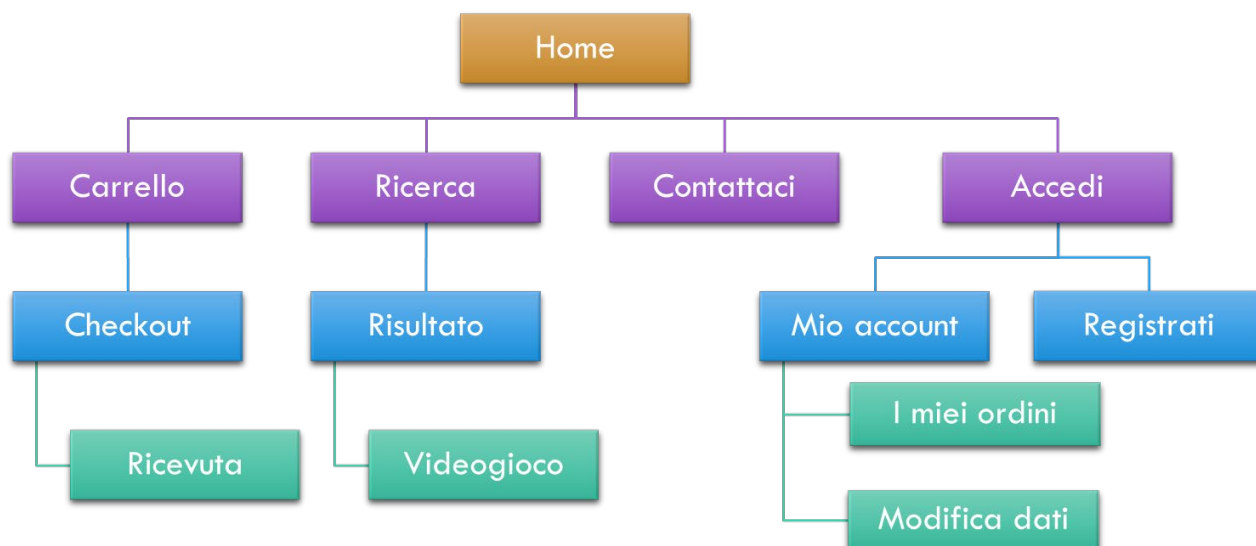 Home
Carrello
Ricerca
Contattaci
Accedi
Checkout
Risultato
Mio account
Registrati
I miei ordini
Ricevuta
Videogioco
Modifica dati